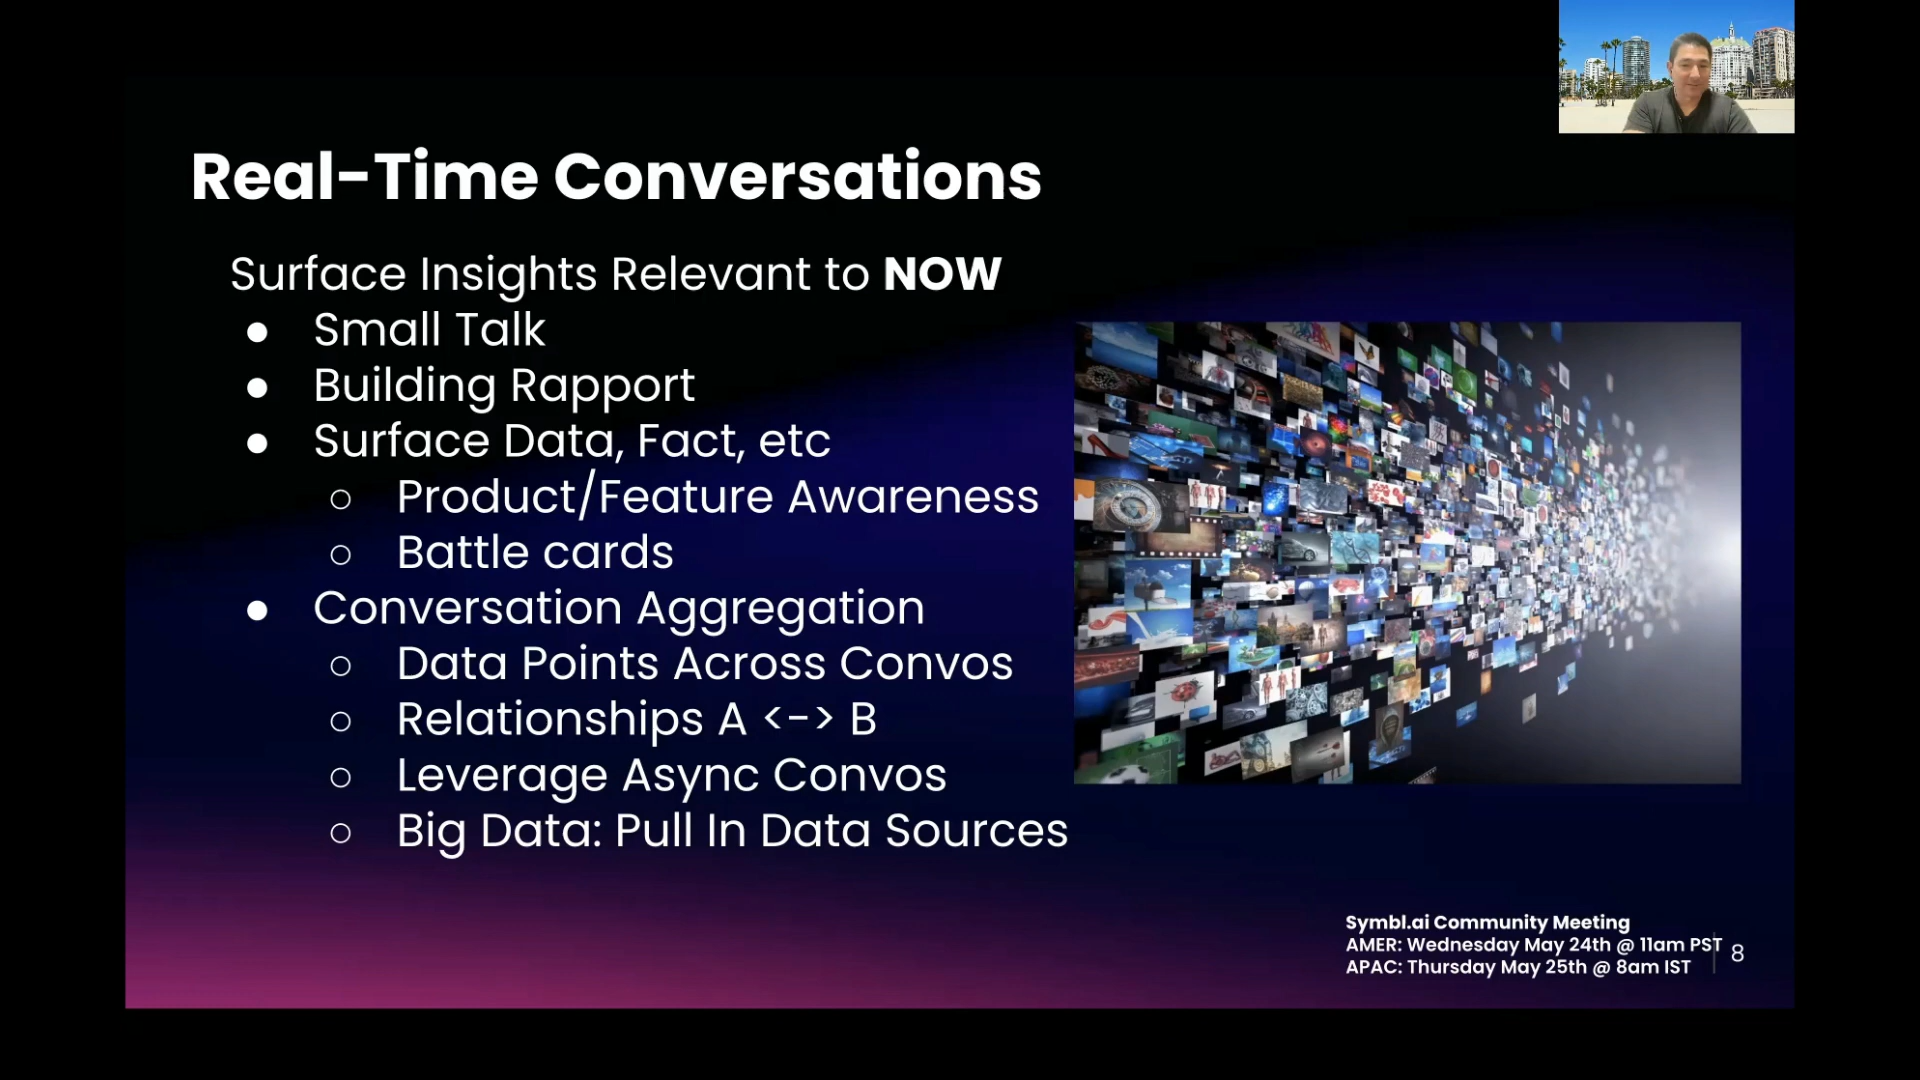 Real-Time Conversations
Surface Insights Relevant to NOW
● Small Talk
● Building Rapport
● Surface Data, Fact, etc
○ Product/Feature Awareness
○ Battle cards
● Conversation Aggregation
○ Data Points Across Convos
○ Relationships A <-> B
○ Leverage Async Convos
○ Big Data: Pull In Data Sources
Symbl.ai Community Meeting
AMER: Wednesday May 24th @ 11am PST
APAC: Thursday May 25th @ 8am IST
8